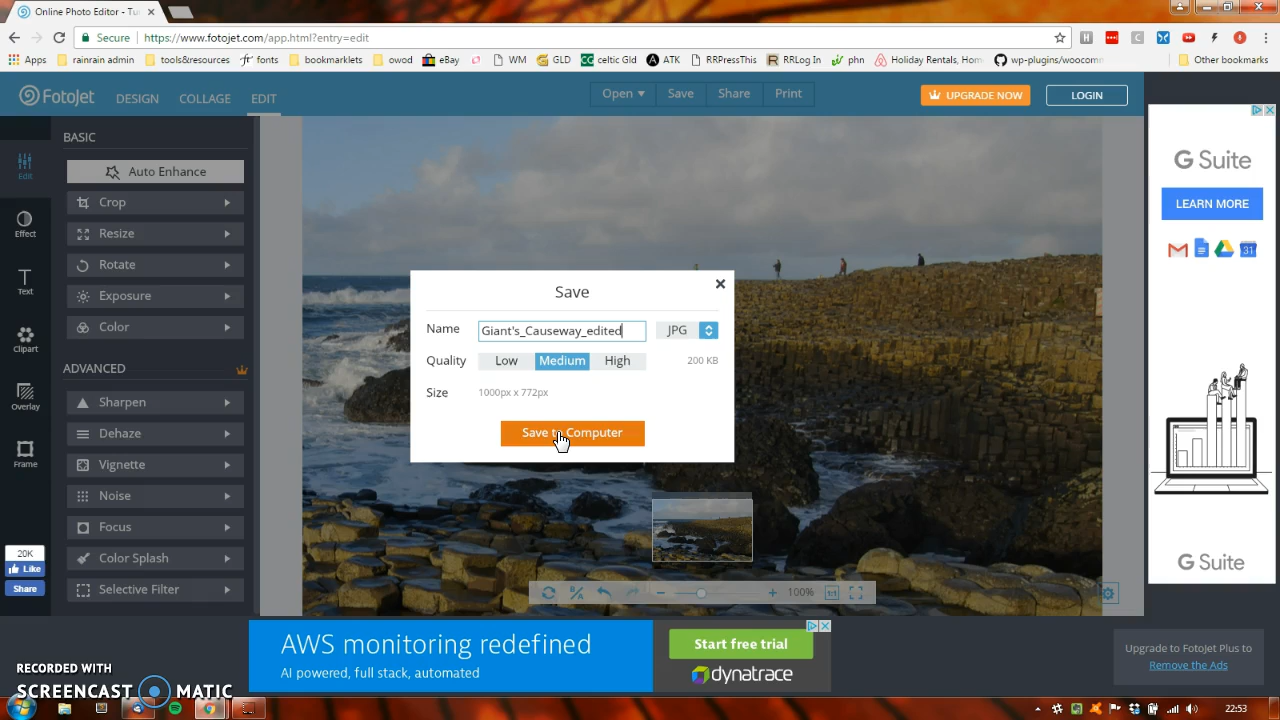 Online Photo Editor - Tu
Secure
https://www.fotojet.com/app.html?entry=edit
Apps
rainrain admin
tools&resources
fonts
bookmarklets
owod
eBay
WM
GLD
celtic Gld
ATK
RRPressThis
RRLog In
phn
Holiday Rentals, Hom
wp-plugins/woocom
Other bookmarks
FotoJet
DESIGN
COLLAGE
EDIT
Open
Save
Share
Print
UPGRADE NOW
LOGIN
Edit
Effect
Text
Clipart
Overlay
Frame
20K
Like
Share
BASIC
Auto Enhance
Crop
Resize
Rotate
Exposure
Color
ADVANCED
Sharpen
Dehaze
Vignette
Noise
Focus
Color Splash
Selective Filter
Save
Name
Giant's_Causeway_edited
JPG
Quality
Low
Medium
High
200 KB
Size
1000px x 772px
Save to Computer
100%
1:1
G Suite
LEARN MORE
31
G Suite
AWS monitoring redefined
AI powered, full stack, automated
Start free trial
dynatrace
Upgrade to FotoJet Plus to
Remove the Ads
RECORDED WITH
SCREENCAST MATIC
22:53